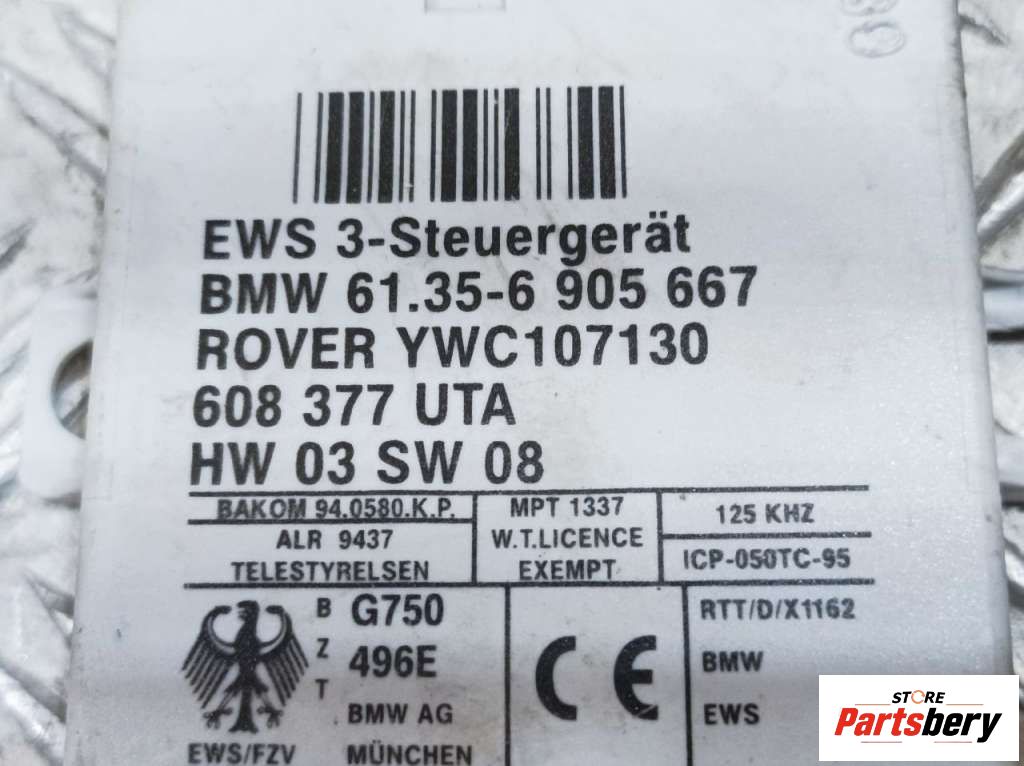 EWS 3-Steuergerät
BMW 61.35-6 905 667
ROVER YWC107130
608 377 UTA
HW 03 SW 08
BAKOM 94.0580.K.P.
ALR 9437
TELESTYRELSEN
MPT 1337
W.T.LICENCE
EXEMPT
125 KHZ
ICP-050TC-95
B G750
Z 496E
T BMW AG
EWS/FZV MÜNCHEN
CE
RTT/D/X1162
BMW
EWS
STORE
Partsbery